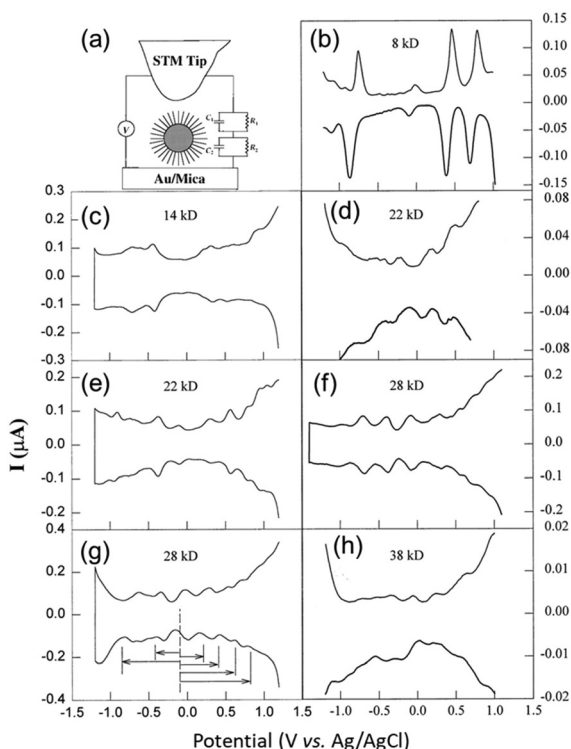 (a)
STM Tip
V
C₁
R₁
C₂
R₂
Au/Mica
(b)
8 kD
0.15
0.10
0.05
0.00
-0.05
-0.10
-0.15
(c)
14 kD
0.3
0.2
0.1
0.0
-0.1
-0.2
-0.3
(d)
22 kD
0.08
0.04
0.00
-0.04
-0.08
(e)
22 kD
0.2
0.1
0.0
-0.1
-0.2
(f)
28 kD
0.2
0.1
0.0
-0.1
-0.2
I (μA)
(g)
28 kD
0.4
0.2
0.0
-0.2
-0.4
-1.5 -1.0 -0.5 0.0 0.5 1.0
(h)
38 kD
0.02
0.01
0.00
-0.01
-0.02
-1.5 -1.0 -0.5 0.0 0.5 1.0 1.5
Potential (V vs. Ag/AgCl)